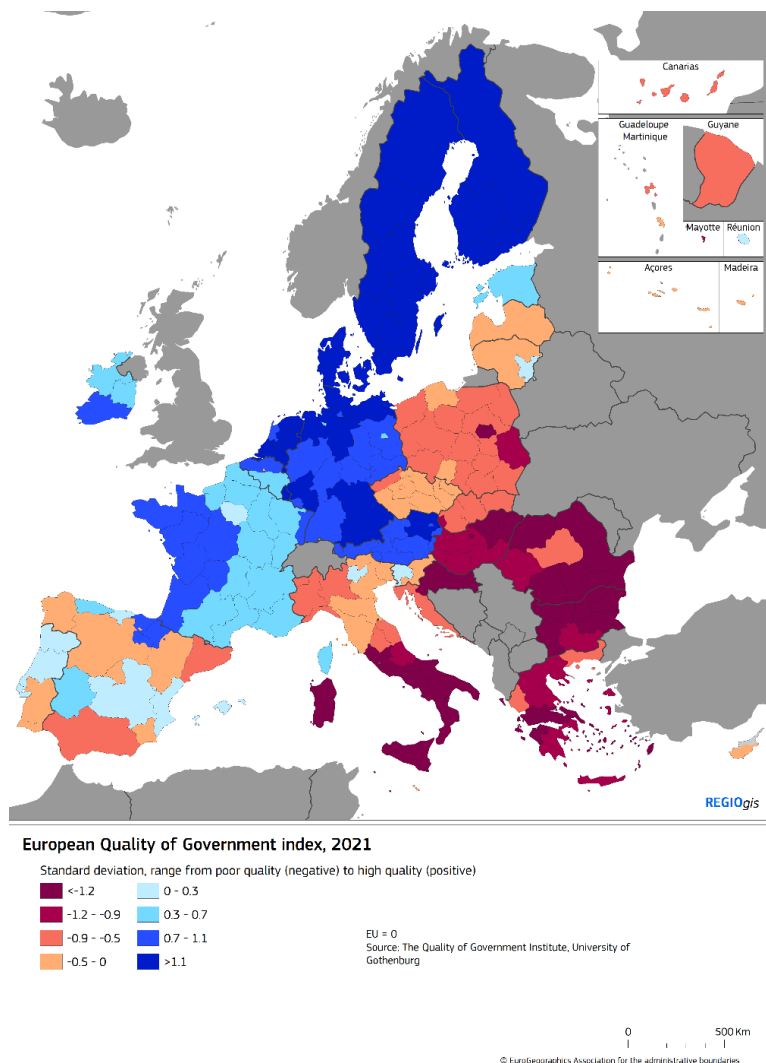 Canarias
Guadeloupe
Martinique
Guyane
Mayotte
Réunion
Açores
Madeira
REGIOgis
European Quality of Government index, 2021
Standard deviation, range from poor quality (negative) to high quality (positive)
<-1.2
-1.2 - -0.9
-0.9 - -0.5
-0.5 - 0
0 - 0.3
0.3 - 0.7
0.7 - 1.1
>1.1
EU = 0
Source: The Quality of Government Institute, University of
Gothenburg
0 500 Km
© EuroGeographics Association for the administrative boundaries